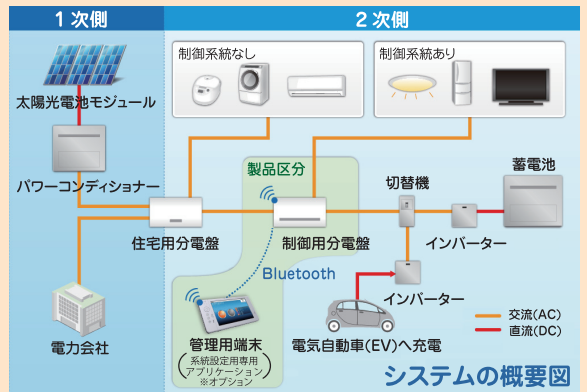 1次側
2次側
制御系統なし
制御系統あり
太陽光電池モジュール
パワーコンディショナー
製品区分
切替機
蓄電池
住宅用分電盤
制御用分電盤
インバーター
Bluetooth
インバーター
電力会社
管理用端末
(系統設定用専用
アプリケーション)
※オプション
電気自動車(EV)へ充電
交流(AC)
直流(DC)
システムの概要図